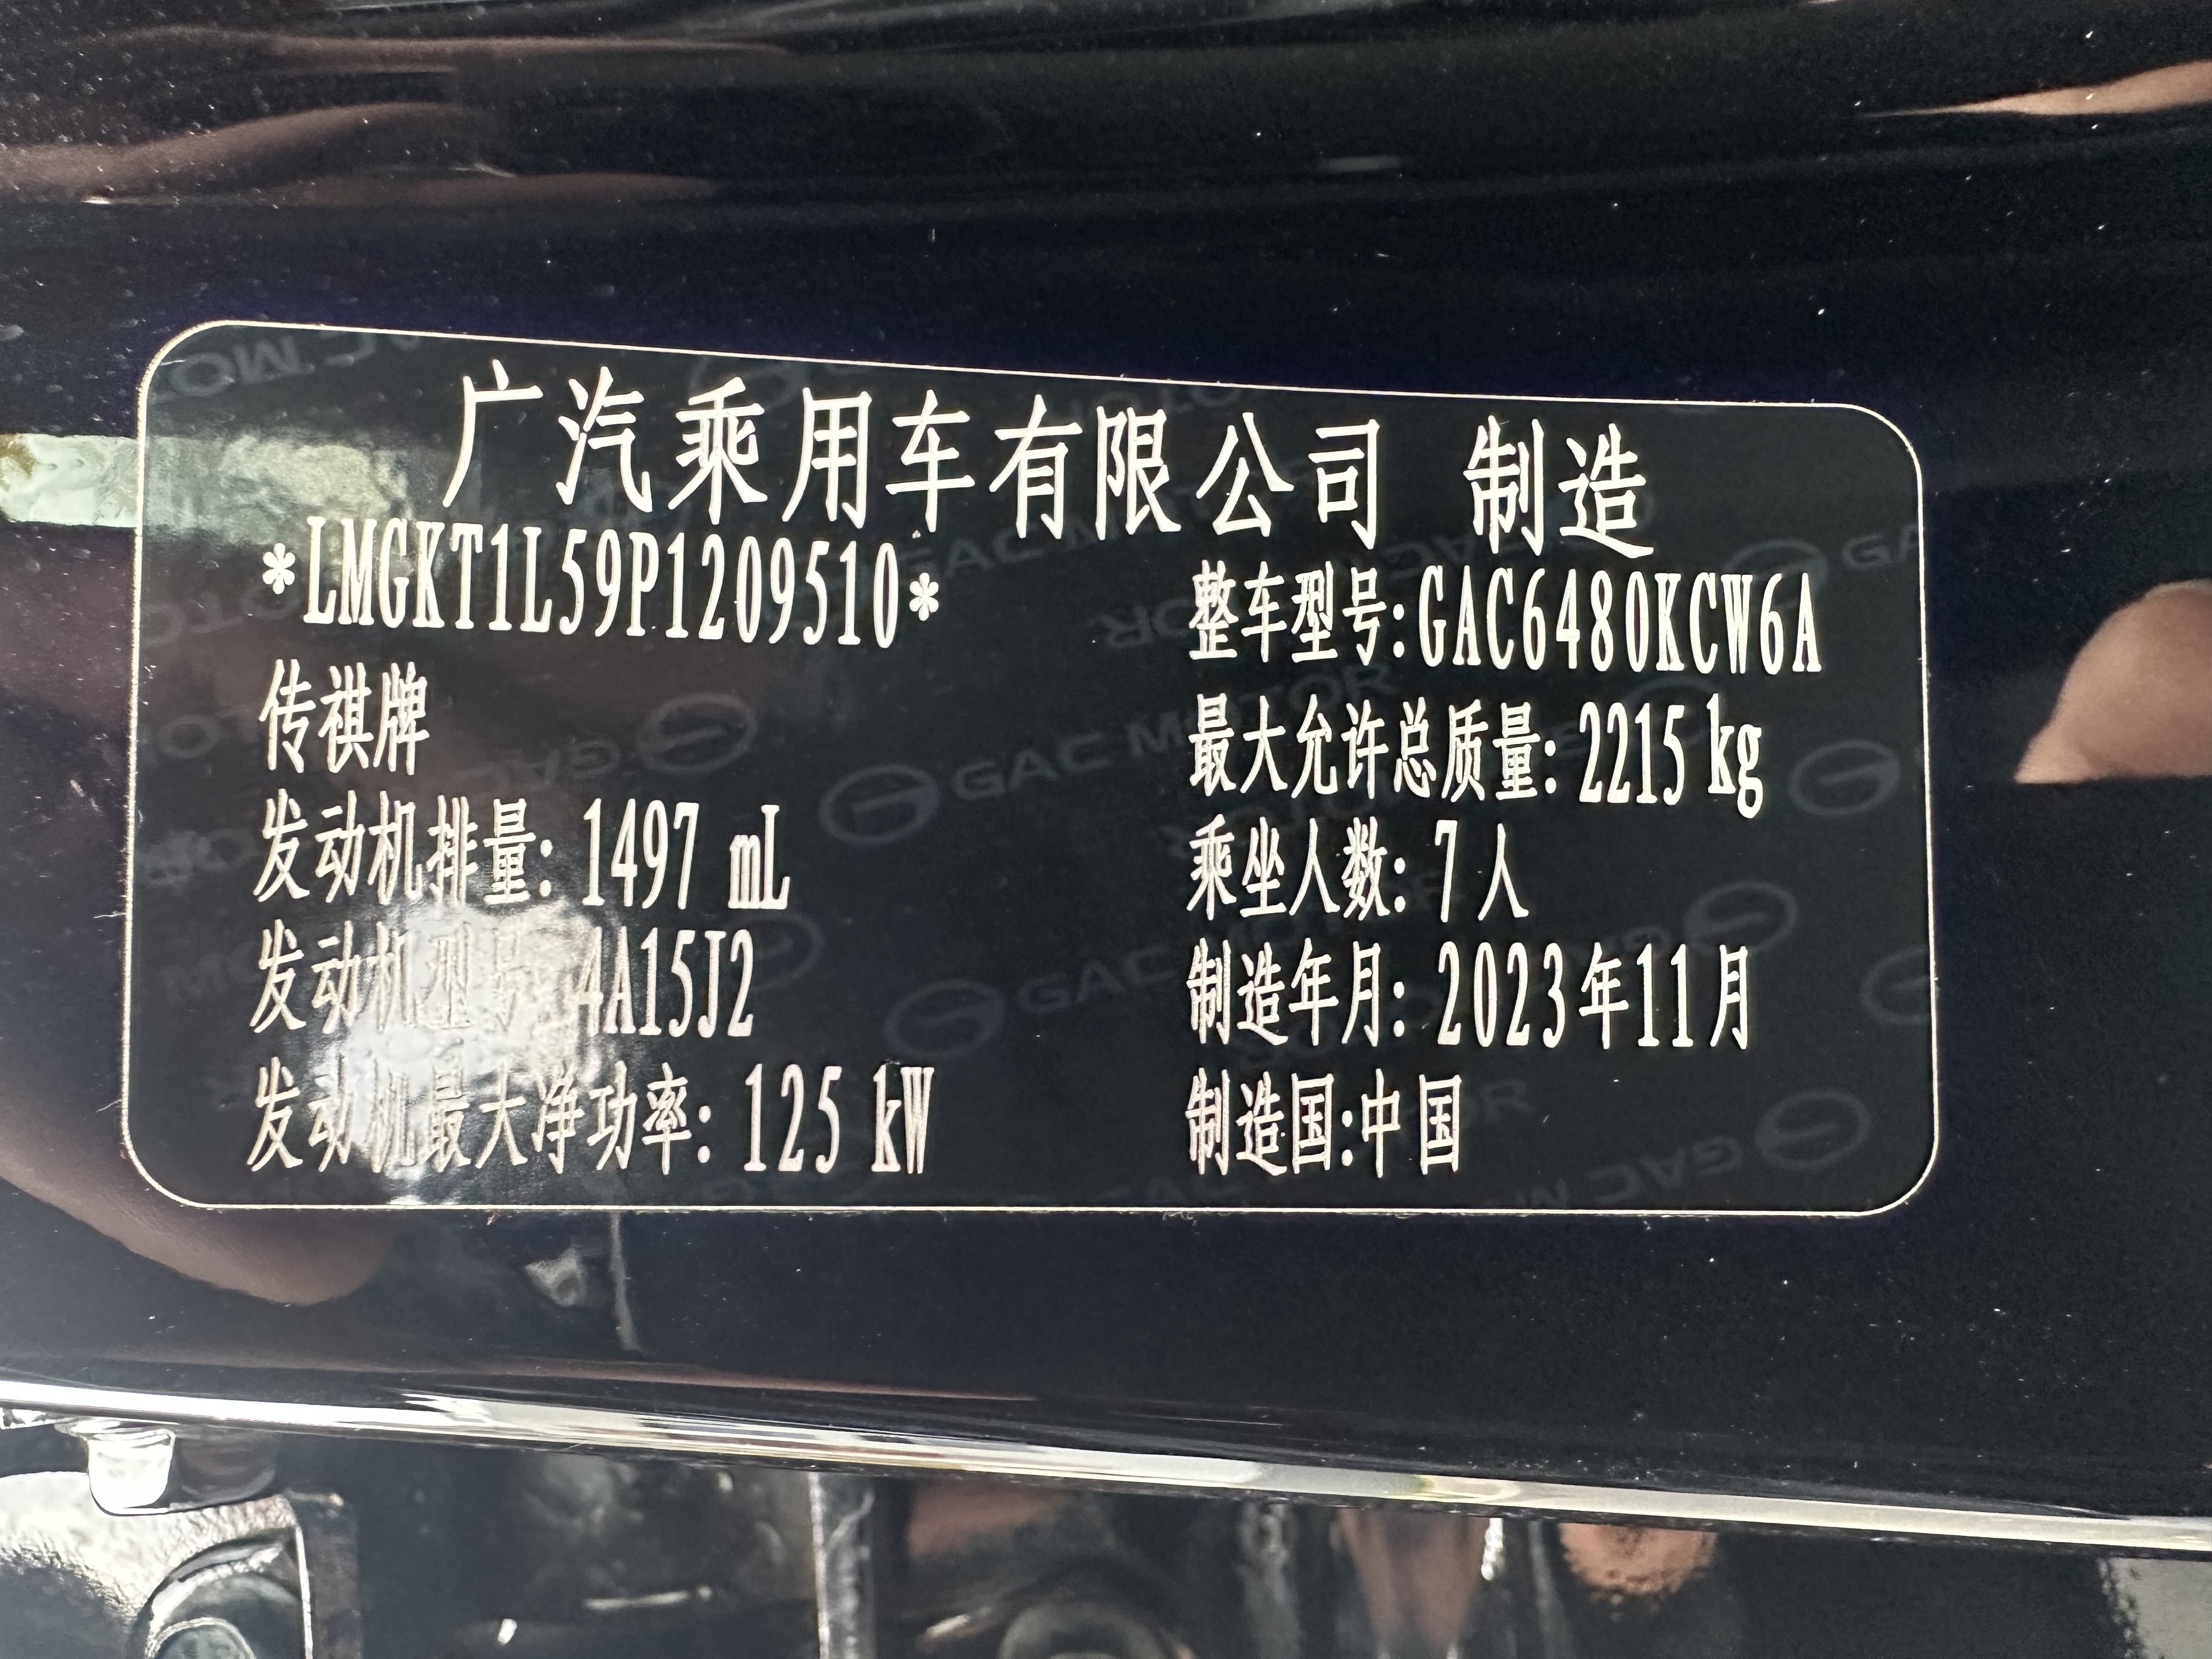 广汽乘用车有限公司 制造
*LMGKT1L59P1209510*
整车型号:GAC6480KCW6A
传祺牌
最大允许总质量: 2215 kg
发动机排量: 1497 mL
乘坐人数: 7人
发动机型号: 4A15J2
制造年月: 2023年11月
发动机最大净功率: 125 kW
制造国:中国
GAC MOTOR